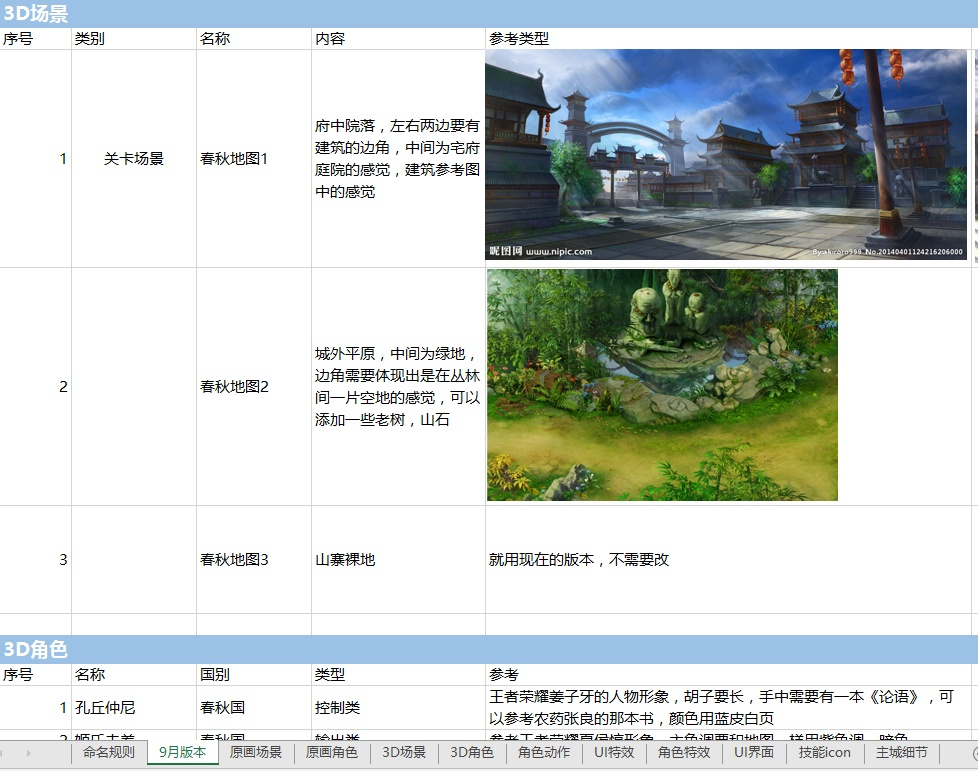 3D场景
序号 类别 名称 内容 参考类型
1 关卡场景 春秋地图1
府中院落，左右两边要有
建筑的边角，中间为宅府
庭院的感觉，建筑参考图
中的感觉
昵图网 www.nipic.com
By:akiroro999 No.20140401124216206000
2 春秋地图2
城外平原，中间为绿地，
边角需要体现出是在丛林
间一片空地的感觉，可以
添加一些老树，山石
3 春秋地图3 山寨裸地 就用现在的版本，不需要改
3D角色
序号 名称 国别 类型 参考
1 孔丘仲尼 春秋国 控制类
王者荣耀姜子牙的人物形象，胡子要长，手中需要有一本《论语》，可
以参考农药张良的那本书，颜色用蓝皮白页
命名规则 9月版本 原画场景 原画角色 3D场景 3D角色 角色动作 UI特效 角色特效 UI界面 技能icon 主城细节